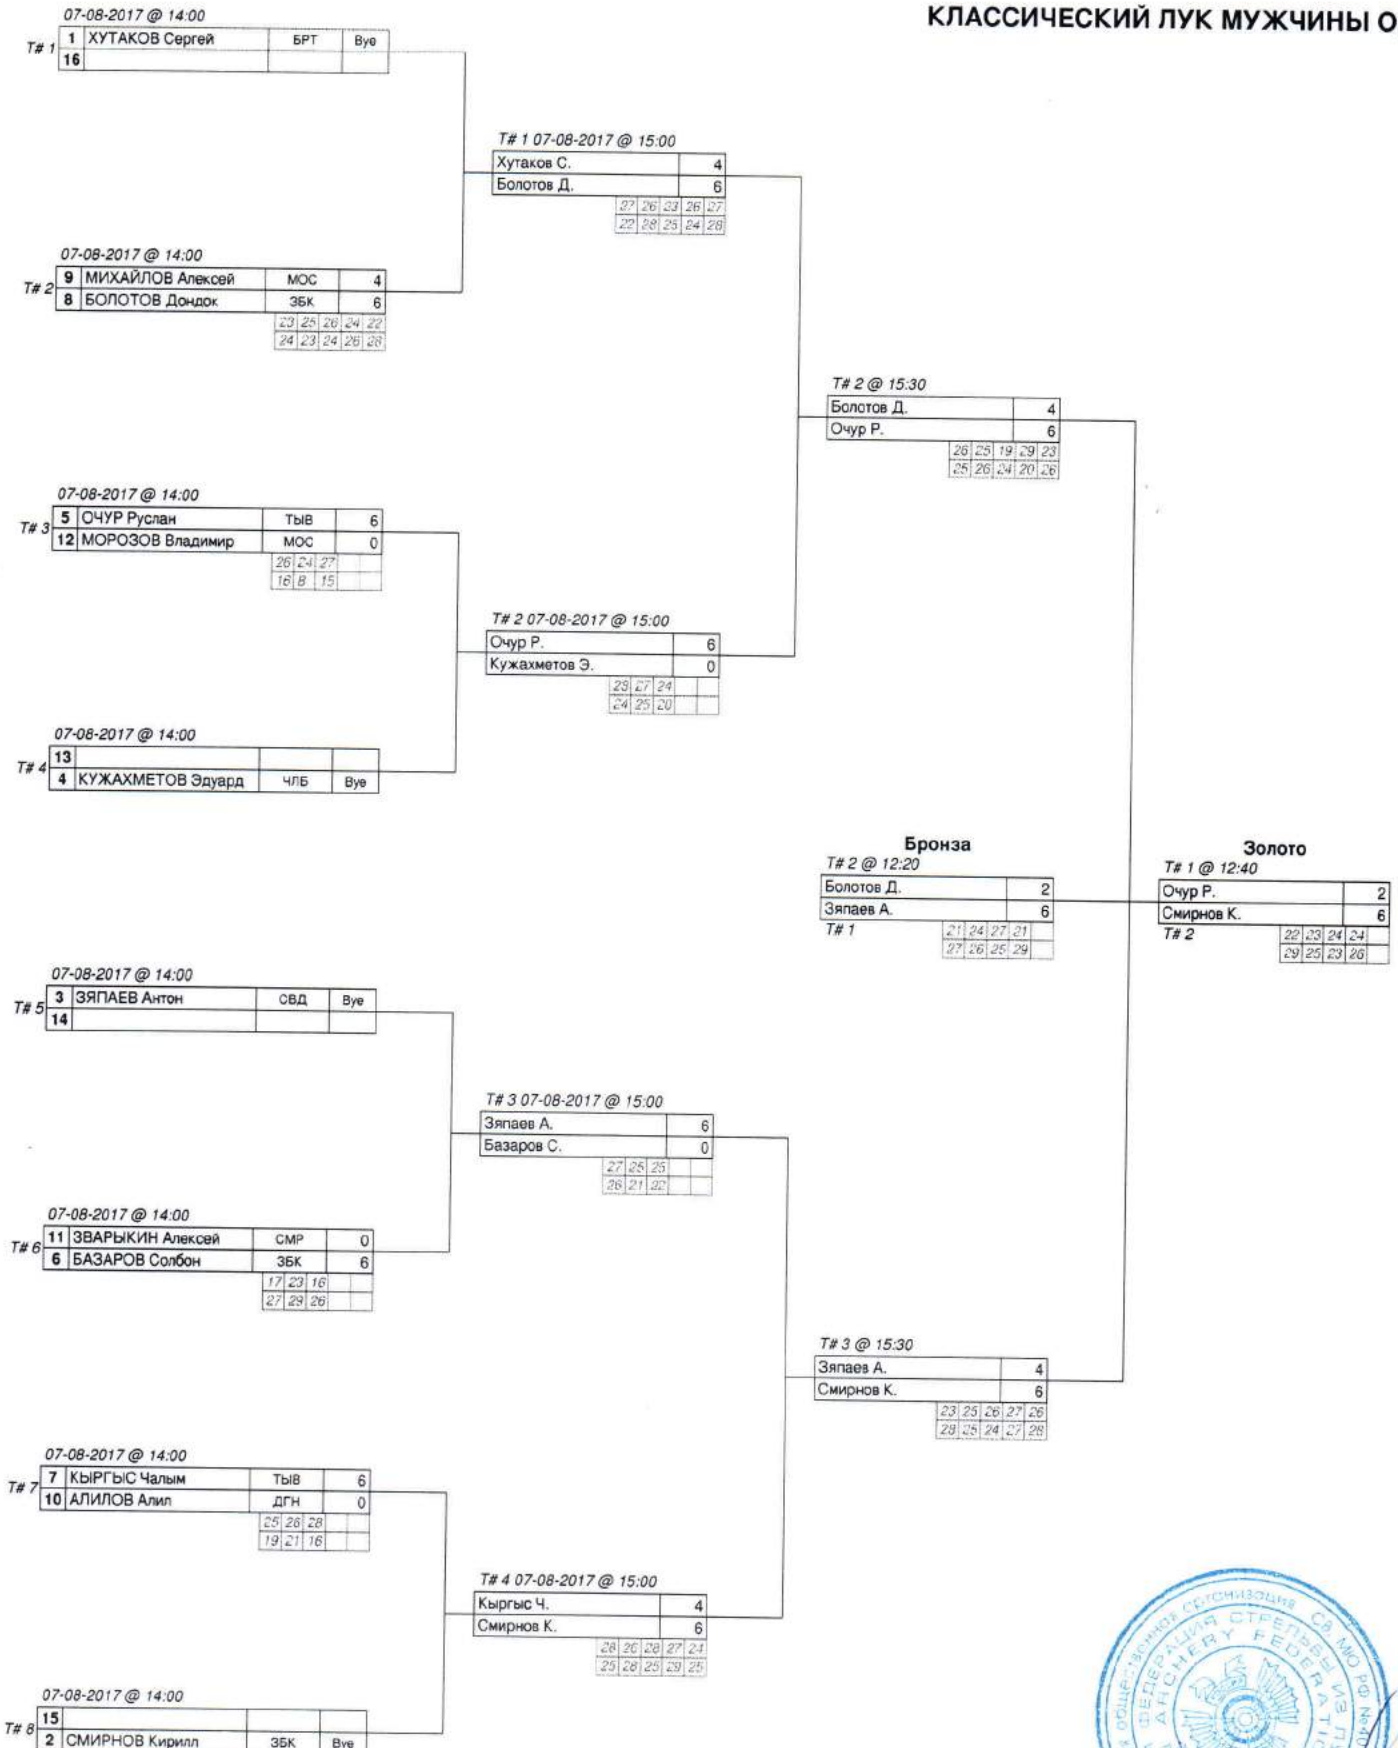 КЛАССИЧЕСКИЙ ЛУК МУЖЧИНЫ О
07-08-2017 @ 14:00
T# 1
1 ХУТАКОВ Сергей БРТ Bye
16
T# 1 07-08-2017 @ 15:00
Хутаков С. 4
Болотов Д. 6
27 26 23 26 27
22 28 25 24 28
07-08-2017 @ 14:00
T# 2
9 МИХАЙЛОВ Алексей МОС 4
8 БОЛОТОВ Дондок ЗБК 6
23 25 26 24 22
24 23 24 26 28
T# 2 @ 15:30
Болотов Д. 4
Очур Р. 6
26 25 19 29 23
25 26 24 20 26
07-08-2017 @ 14:00
T# 3
5 ОЧУР Руслан ТЫВ 6
12 МОРОЗОВ Владимир МОС 0
26 24 27
16 8 15
T# 2 07-08-2017 @ 15:00
Очур Р. 6
Кужахметов Э. 0
27 24
24 25 20
07-08-2017 @ 14:00
T# 4
13
4 КУЖАХМЕТОВ Эдуард ЧЛБ Bye
Бронза
T# 2 @ 12:20
Болотов Д. 2
Зяпаев А. 6
T# 1
21 24 27 21
27 26 25 29
Золото
T# 1 @ 12:40
Очур Р. 2
Смирнов К. 6
T# 2
22 23 24 24
29 25 23 26
07-08-2017 @ 14:00
T# 5
3 ЗЯПАЕВ Антон СВД Bye
14
T# 3 07-08-2017 @ 15:00
Зяпаев А. 6
Базаров С. 0
27 25 25
26 21 22
07-08-2017 @ 14:00
T# 6
11 ЗВАРЫКИН Алексей СМР 0
6 БАЗАРОВ Солбон ЗБК 6
17 23 16
27 29 26
T# 3 @ 15:30
Зяпаев А. 4
Смирнов К. 6
23 25 26 27 26
25 24 27 28
07-08-2017 @ 14:00
T# 7
7 КЫРГЫС Чалым ТЫВ 6
10 АЛИЛОВ Алил ДГН 0
25 26 28
19 21 16
T# 4 07-08-2017 @ 15:00
Кыргыс Ч. 4
Смирнов К. 6
28 26 28 27 24
25 28 25 29 25
07-08-2017 @ 14:00
T# 8
15
2 СМИРНОВ Кирилл ЗБК Bye
общественная организация
ФЕДЕРАЦИЯ СТРЕЛЬБЫ ИЗ
ARCHERY FEDERATIO
МЮ РФ №40